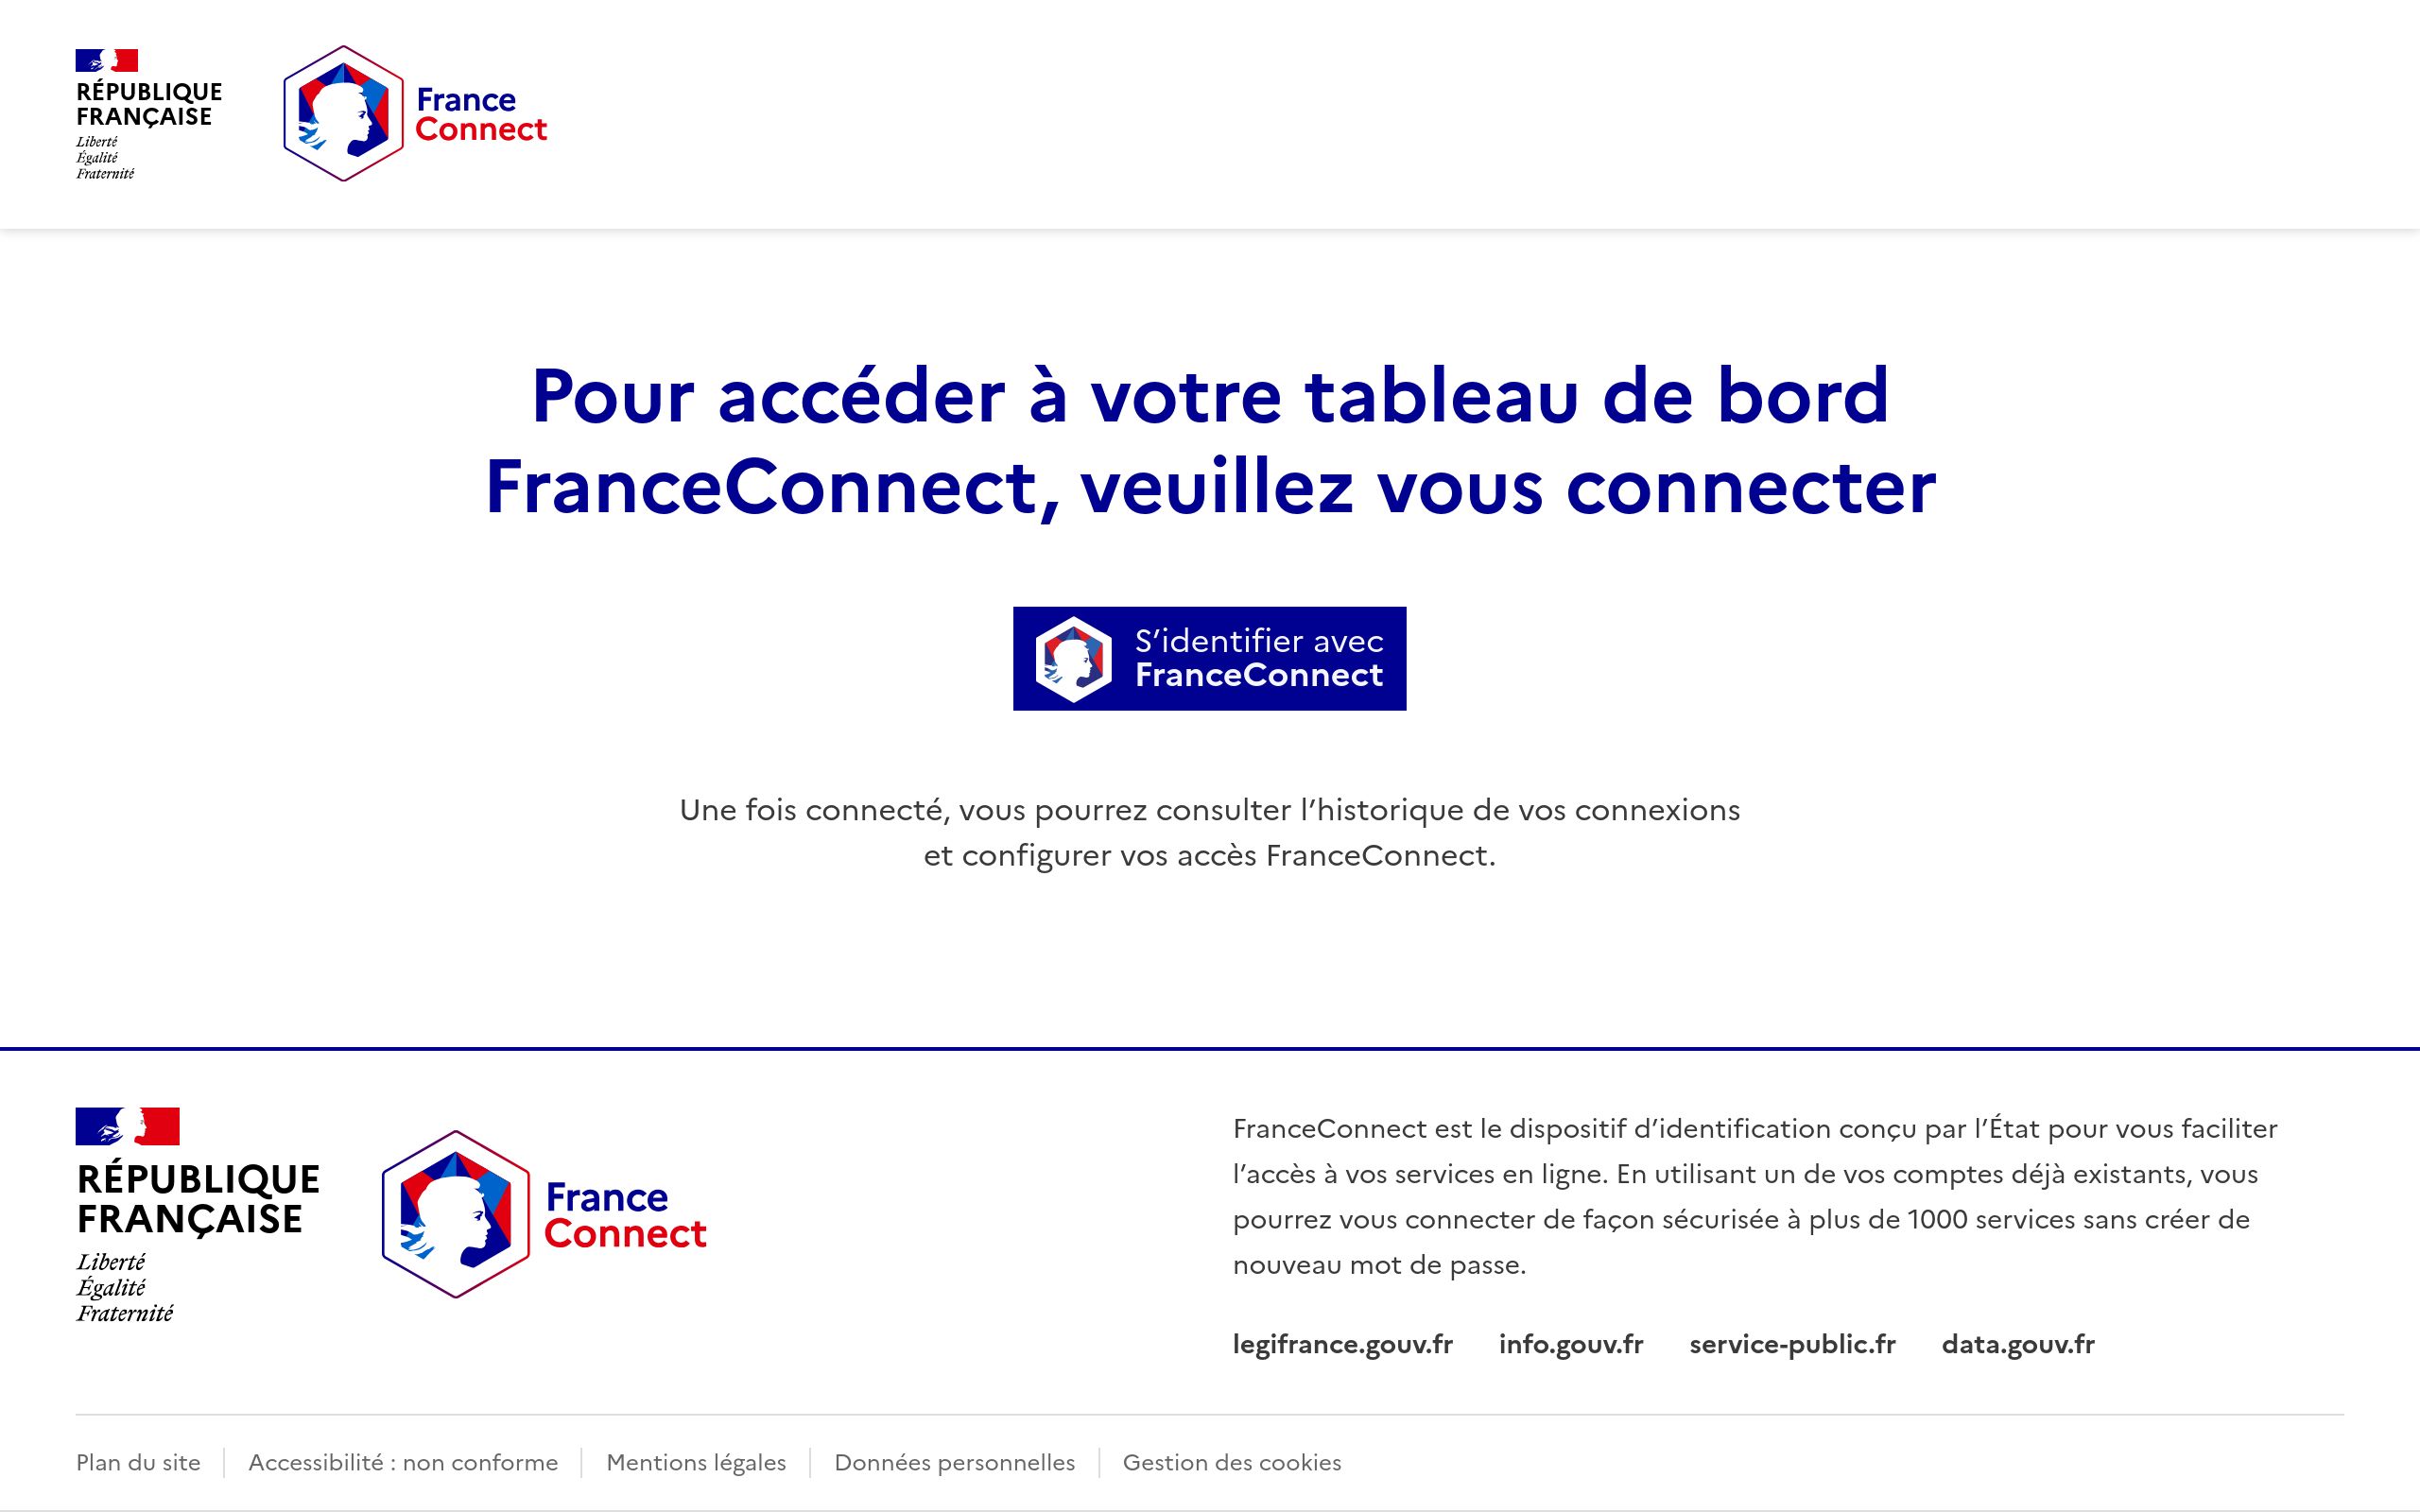 RÉPUBLIQUE
FRANÇAISE
Liberté
Égalité
Fraternité
France
Connect
Pour accéder à votre tableau de bord
FranceConnect, veuillez vous connecter
S’identifier avec
FranceConnect
Une fois connecté, vous pourrez consulter l’historique de vos connexions
et configurer vos accès FranceConnect.
RÉPUBLIQUE
FRANÇAISE
Liberté
Égalité
Fraternité
France
Connect
FranceConnect est le dispositif d’identification conçu par l’État pour vous faciliter
l’accès à vos services en ligne. En utilisant un de vos comptes déjà existants, vous
pourrez vous connecter de façon sécurisée à plus de 1000 services sans créer de
nouveau mot de passe.
legifrance.gouv.fr info.gouv.fr service-public.fr data.gouv.fr
Plan du site Accessibilité : non conforme Mentions légales Données personnelles Gestion des cookies